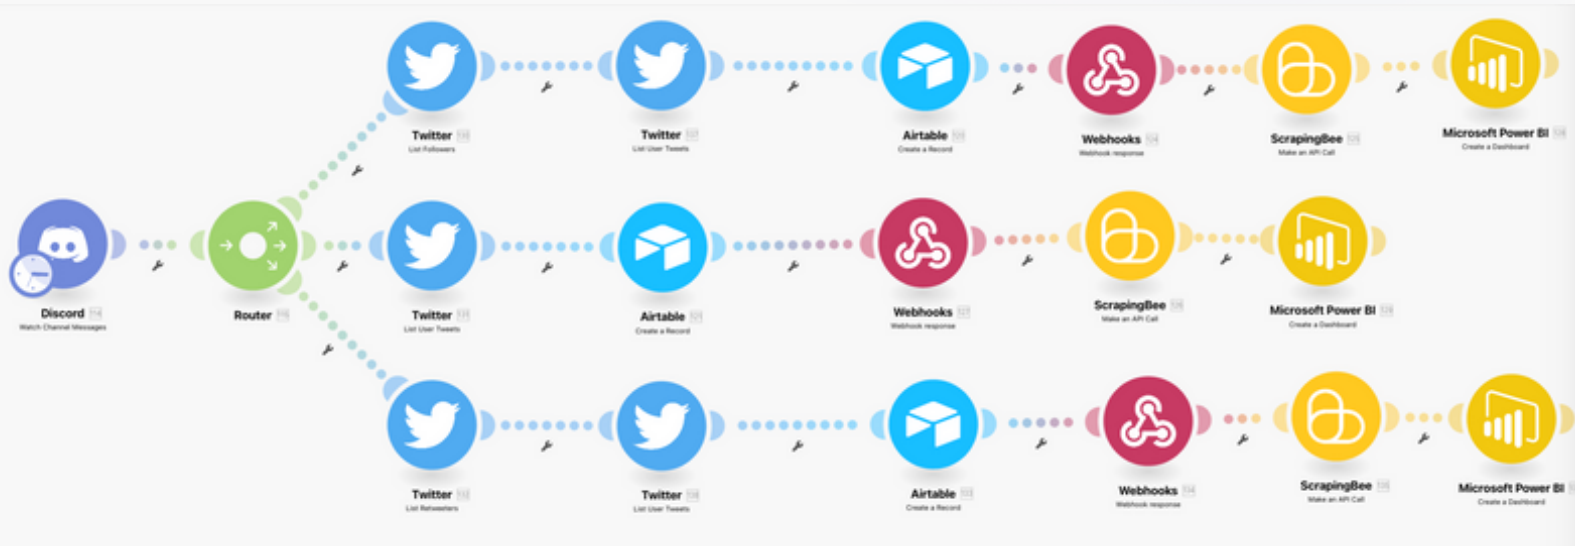 Twitter
List Followers
Twitter
List User Tweets
Airtable
Create a Record
Webhooks
Webhook response
ScrapingBee
Make an API Call
Microsoft Power BI
Create a Dashboard
Discord
Watch Channel Messages
Router
Twitter
List User Tweets
Airtable
Create a Record
Webhooks
Webhook response
ScrapingBee
Make an API Call
Microsoft Power BI
Create a Dashboard
Twitter
List Retweeters
Twitter
List User Tweets
Airtable
Create a Record
Webhooks
Webhook response
ScrapingBee
Make an API Call
Microsoft Power BI
Create a Dashboard